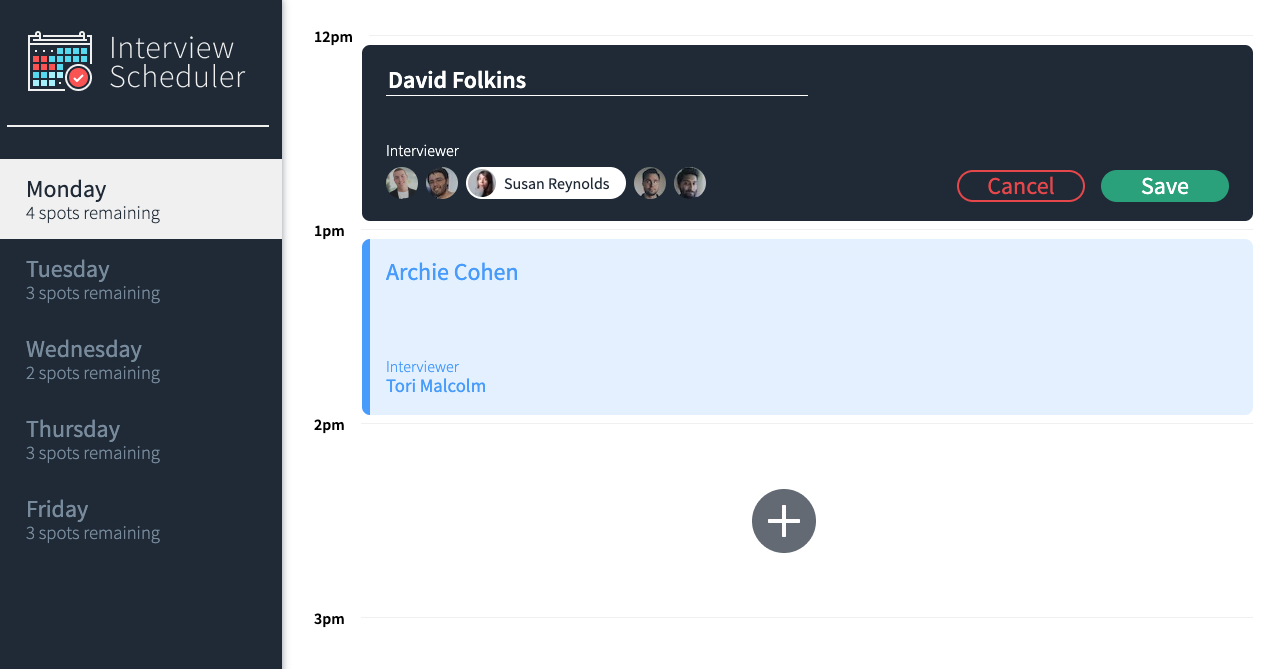 Interview
Scheduler
Monday
4 spots remaining
Tuesday
3 spots remaining
Wednesday
2 spots remaining
Thursday
3 spots remaining
Friday
3 spots remaining
12pm
David Folkins
Interviewer
Susan Reynolds
Cancel
Save
1pm
Archie Cohen
Interviewer
Tori Malcolm
2pm
3pm